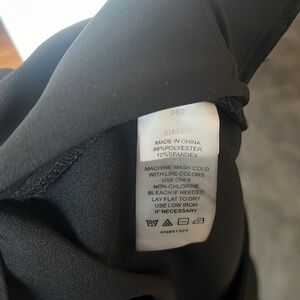 MADE IN CHINA
88%POLYESTER
12%SPANDEX
MACHINE WASH COLD
WITH LIKE COLORS
USE ONLY
NON-CHLORINE
BLEACH IF NEEDED
LAY FLAT TO DRY
USE LOW IRON
IF NECESSARY